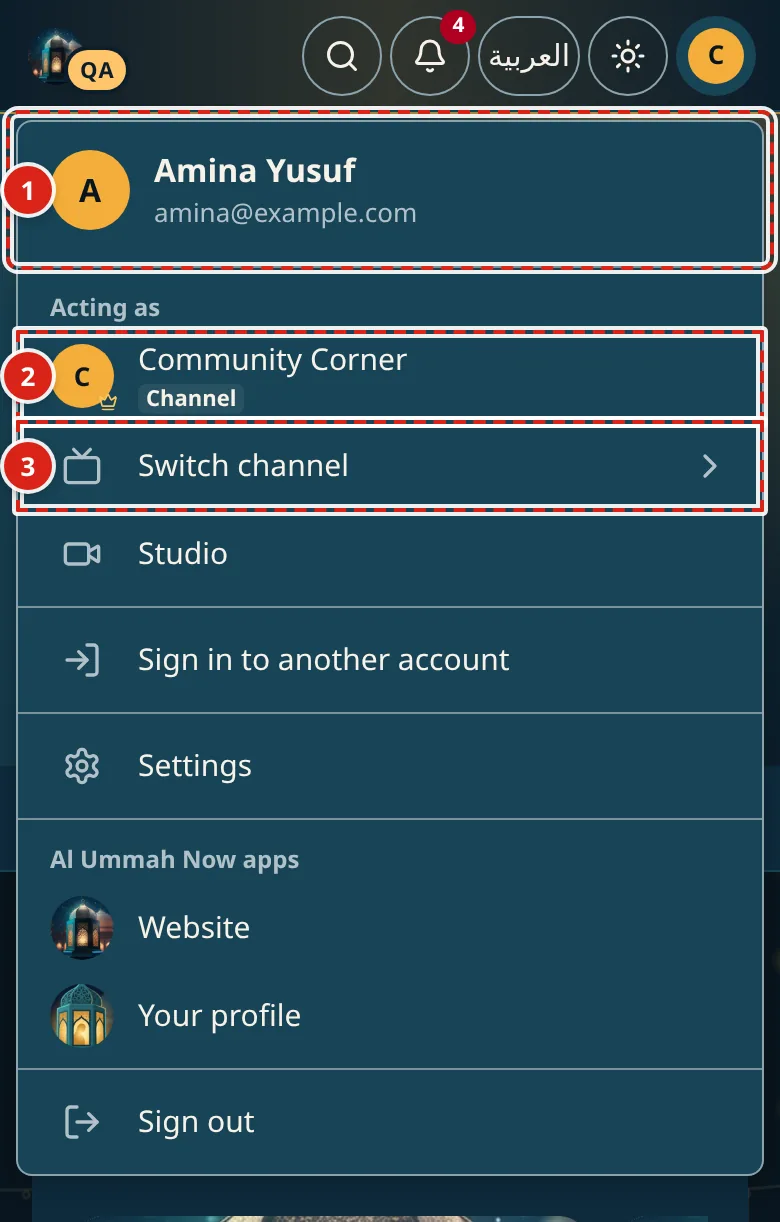 QA
4
العربية
C
1
A
Amina Yusuf
amina@example.com
Acting as
2
C
Community Corner
Channel
3
Switch channel
Studio
Sign in to another account
Settings
Al Ummah Now apps
Website
Your profile
Sign out